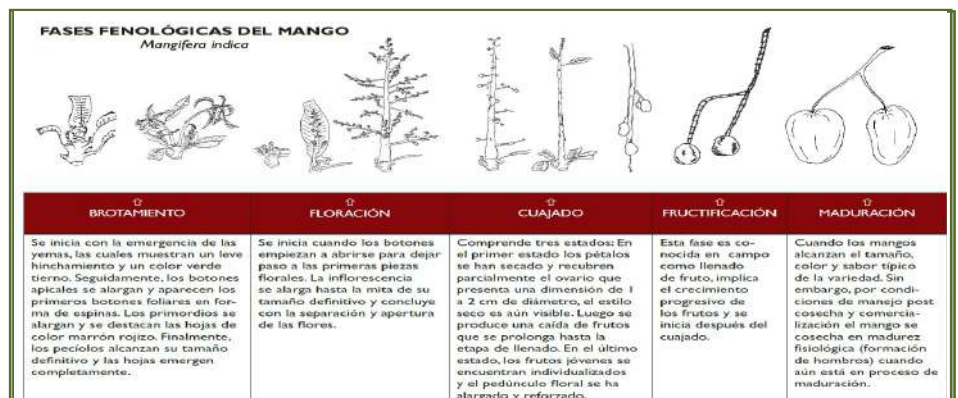 FASES FENOLÓGICAS DEL MANGO
Mangifera indica
BROTAMIENTO
Se inicia con la emergencia de las
yemas, las cuales muestran un leve
hinchamiento y un color verde
tierno. Seguidamente, los botones
apicales se alargan y aparecen los
primeros botones foliares en for-
ma de espinas. Los primordios se
alargan y se destacan las hojas de
color marrón rojizo. Finalmente,
los pecíolos alcanzan su tamaño
definitivo y las hojas emergen
completamente.
FLORACIÓN
Se inicia cuando los botones
empiezan a abrirse para dejar
paso a las primeras piezas
florales. La inflorescencia
se alarga hasta la mita de su
tamaño definitivo y concluye
con la separación y apertura
de las flores.
CUAJADO
Comprende tres estados: En
el primer estado los pétalos
se han secado y recubren
parcialmente el ovario que
presenta una dimensión de 1
a 2 cm de diámetro, el estilo
seco es aún visible. Luego se
produce una caída de frutos
que se prolonga hasta la
etapa de llenado. En el último
estado, los frutos jóvenes se
encuentran individualizados
y el pedúnculo floral se ha
alargado y reforzado.
FRUCTIFICACIÓN
Esta fase es co-
nocida en campo
como llenado
de fruto, implica
el crecimiento
progresivo de
los frutos y se
inicia después del
cuajado.
MADURACIÓN
Cuando los mangos
alcanzan el tamaño,
color y sabor típico
de la variedad. Sin
embargo, por condi-
ciones de manejo post
cosecha y comercia-
lización el mango se
cosecha en madurez
fisiológica (formación
de hombros) cuando
aún está en proceso de
maduración.